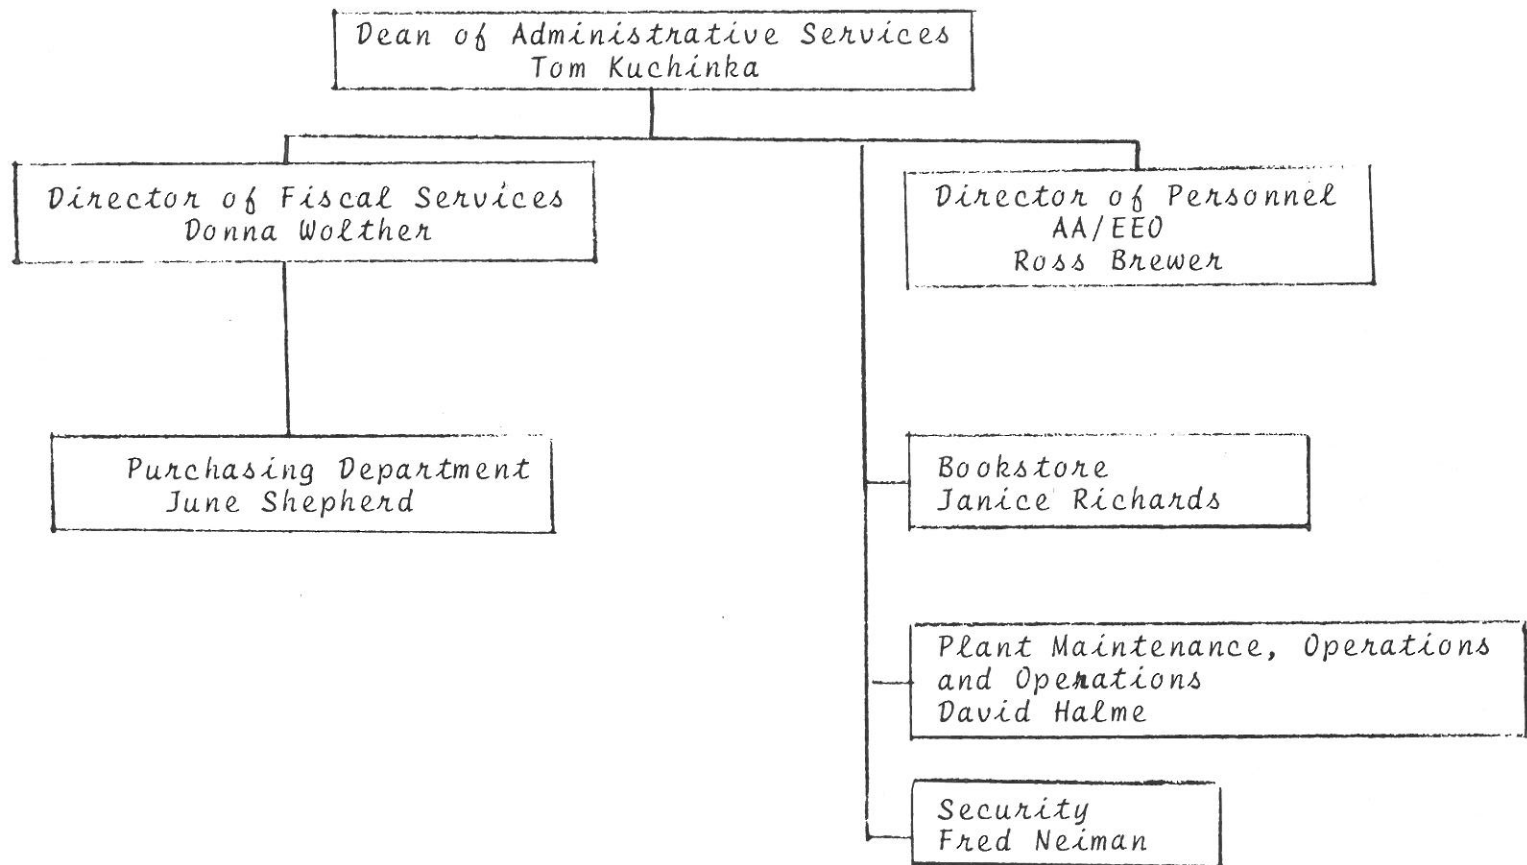 Dean of Administrative Services
Tom Kuchinka
Director of Fiscal Services
Donna Wolther
Director of Personnel
AA/EEO
Ross Brewer
Purchasing Department
June Shepherd
Bookstore
Janice Richards
Plant Maintenance, Operations
and Operations
David Halme
Security
Fred Neiman